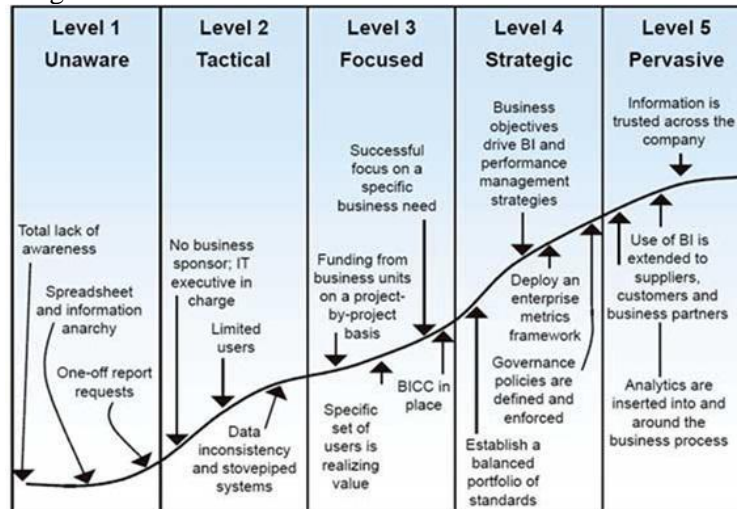 Level 1
Unaware
Level 2
Tactical
Level 3
Focused
Level 4
Strategic
Level 5
Pervasive
Total lack of
awareness
Spreadsheet
and information
anarchy
One-off report
requests
No business
sponsor; IT
executive in
charge
Limited
users
Data
inconsistency
and stovepiped
systems
Successful
focus on a
specific
business need
Funding from
business units
on a project-
by-project
basis
Specific
set of
users is
realizing
value
BICC in
place
Business
objectives
drive BI and
performance
management
strategies
Deploy an
enterprise
metrics
framework
Governance
policies are
defined and
enforced
Establish a
balanced
portfolio of
standards
Information is
trusted across the
company
Use of BI is
extended to
suppliers,
customers and
business partners
Analytics are
inserted into and
around the
business process